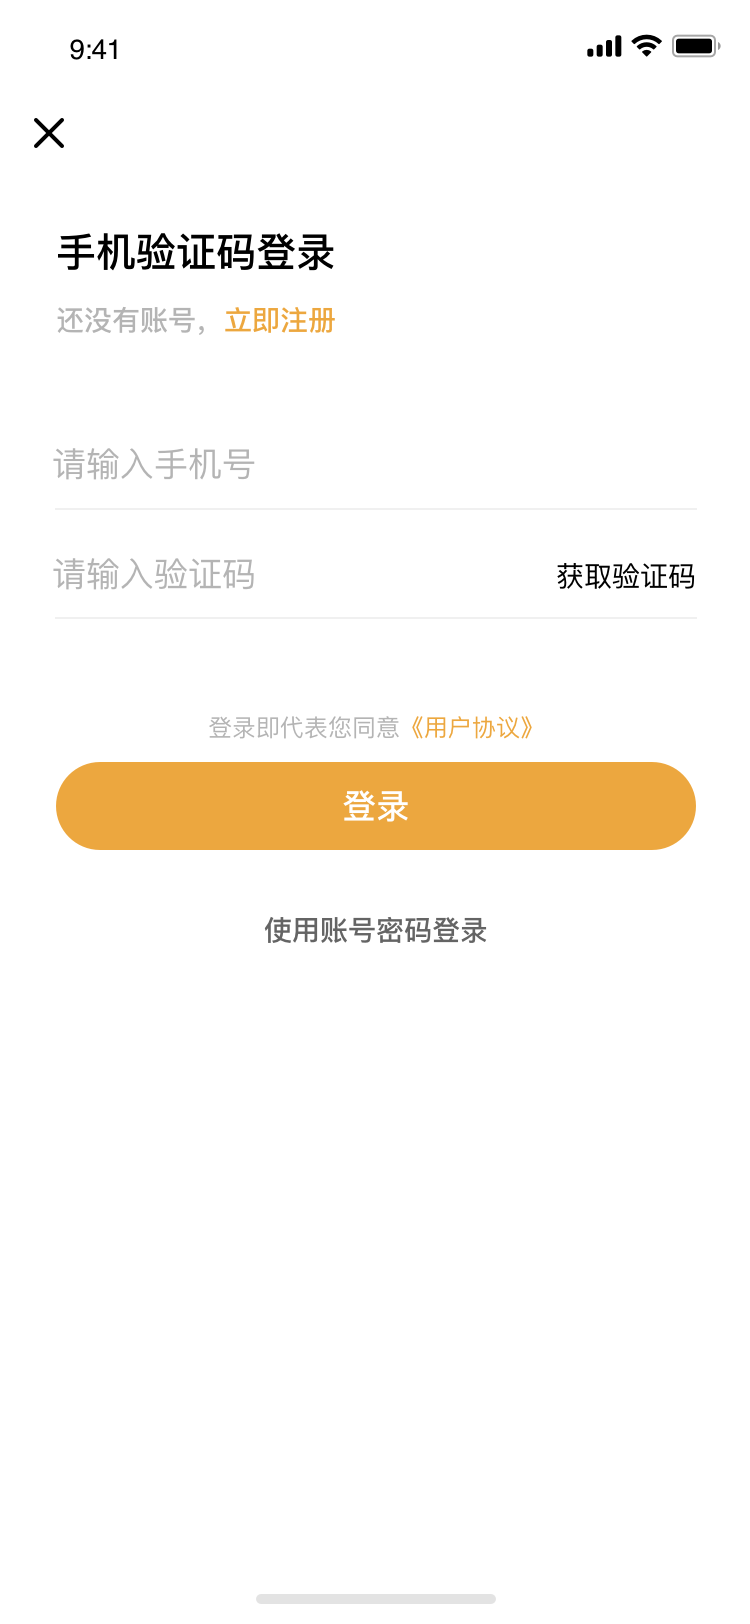 9:41
手机验证码登录
还没有账号，立即注册
请输入手机号
请输入验证码 获取验证码
登录即代表您同意《用户协议》
登录
使用账号密码登录